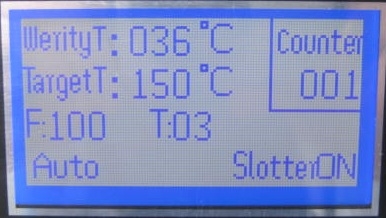 WerityT: 036°C Counter
TargetT: 150°C 001
F:100 T:03
Auto SlotterON